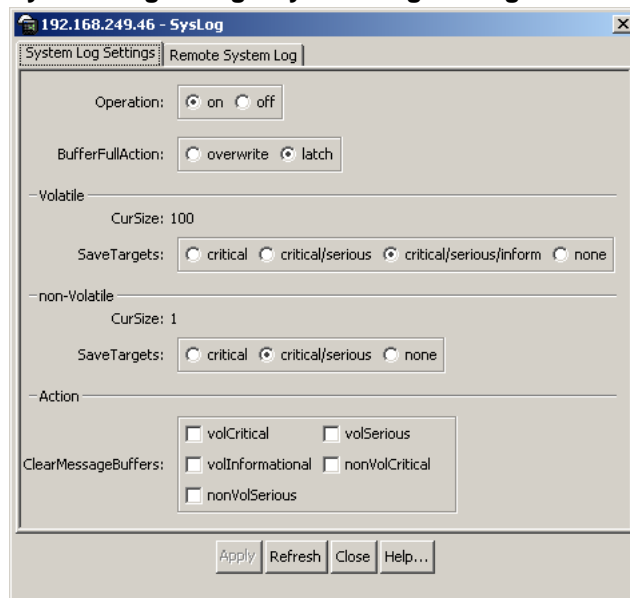 192.168.249.46 - SysLog
System Log Settings Remote System Log
Operation: on off
BufferFullAction: overwrite latch
Volatile
CurSize: 100
SaveTargets: critical critical/serious critical/serious/inform none
non-Volatile
CurSize: 1
SaveTargets: critical critical/serious none
Action
ClearMessageBuffers: volCritical volSerious
volInformational nonVolCritical
nonVolSerious
Apply Refresh Close Help...